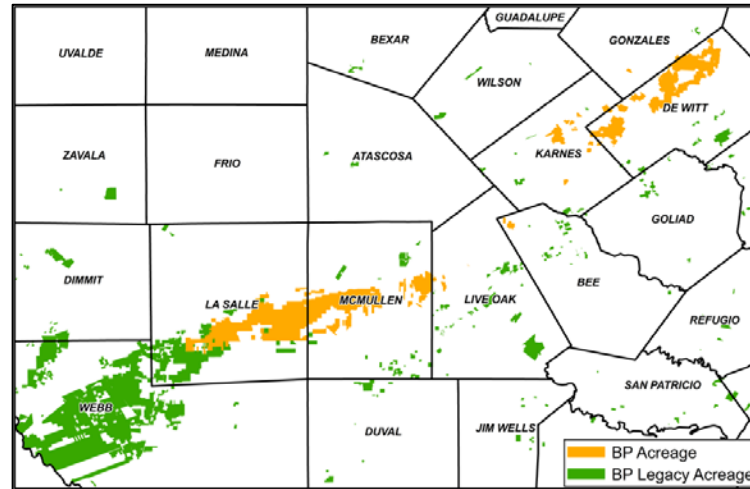 GUADALUPE
BEXAR
GONZALES
UVALDE
MEDINA
WILSON
DE WITT
ZAVALA
FRIO
ATASCOSA
KARNES
GOLIAD
DIMMIT
LA SALLE
MCMULLEN
LIVE OAK
BEE
REFUGIO
SAN PATRICIO
WEBB
DUVAL
JIM WELLS
BP Acreage
BP Legacy Acreage